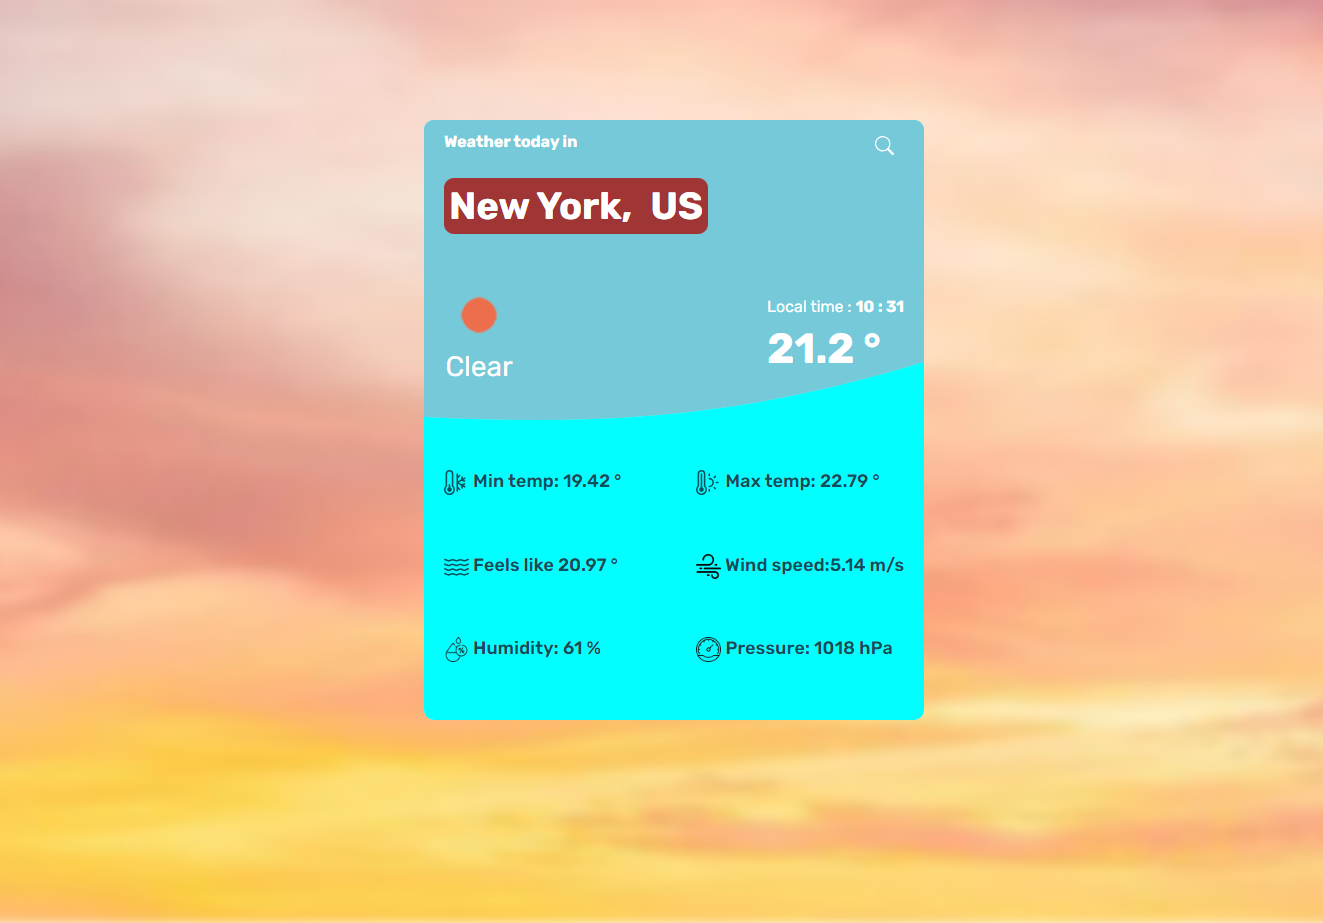 Weather today in
New York, US
Local time : 10 : 31
21.2 °
Clear
Min temp: 19.42 °
Max temp: 22.79 °
Feels like 20.97 °
Wind speed:5.14 m/s
Humidity: 61 %
Pressure: 1018 hPa